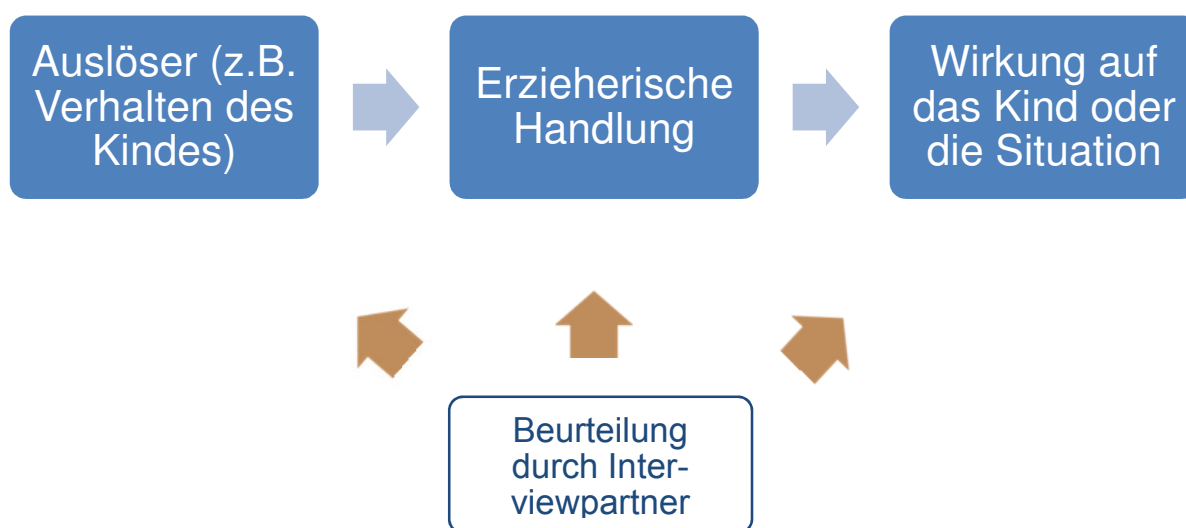 Auslöser (z.B.
Verhalten des
Kindes)
Erzieherische
Handlung
Wirkung auf
das Kind oder
die Situation
Beurteilung
durch Inter-
viewpartner